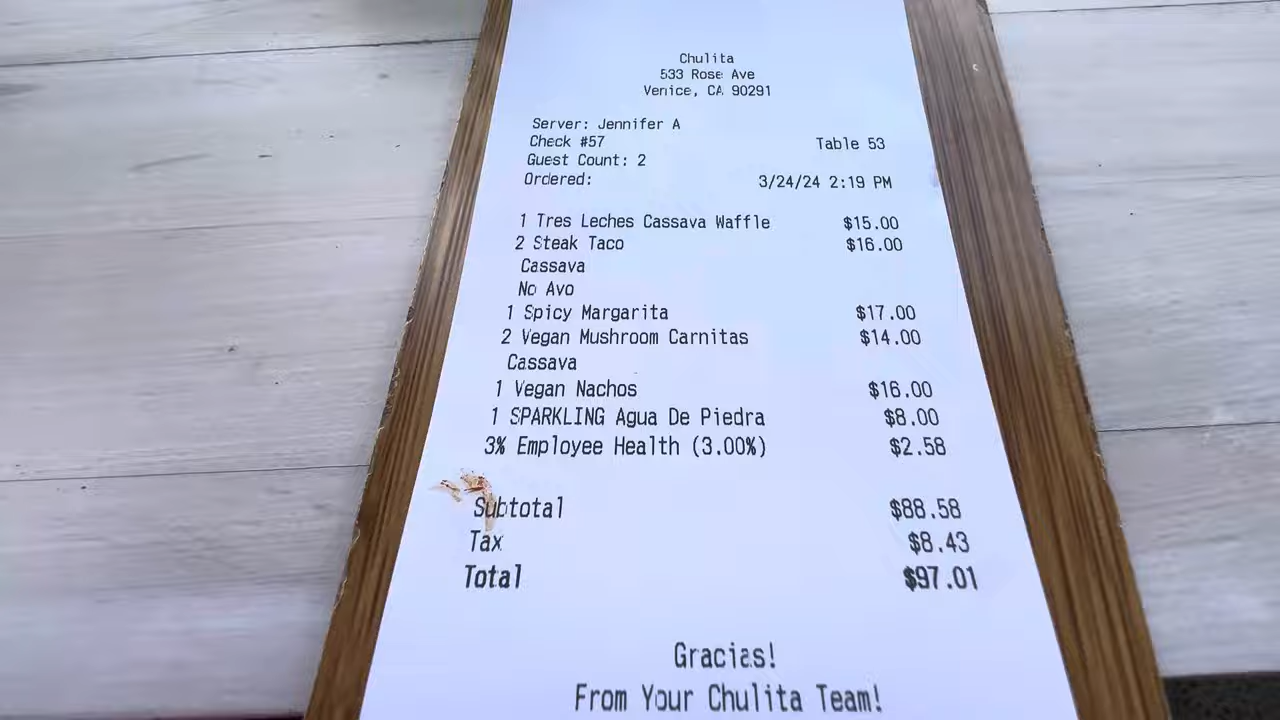 Chulita
533 Rose Ave
Venice, CA 90291
Server: Jennifer A
Check #57 Table 53
Guest Count: 2
Ordered: 3/24/24 2:19 PM
1 Tres Leches Cassava Waffle $15.00
2 Steak Taco $16.00
Cassava
No Avo
1 Spicy Margarita $17.00
2 Vegan Mushroom Carnitas $14.00
Cassava
1 Vegan Nachos $16.00
1 SPARKLING Agua De Piedra $8.00
3% Employee Health (3.00%) $2.58
Subtotal $88.58
Tax $8.43
Total $97.01
Gracias!
From Your Chulita Team!